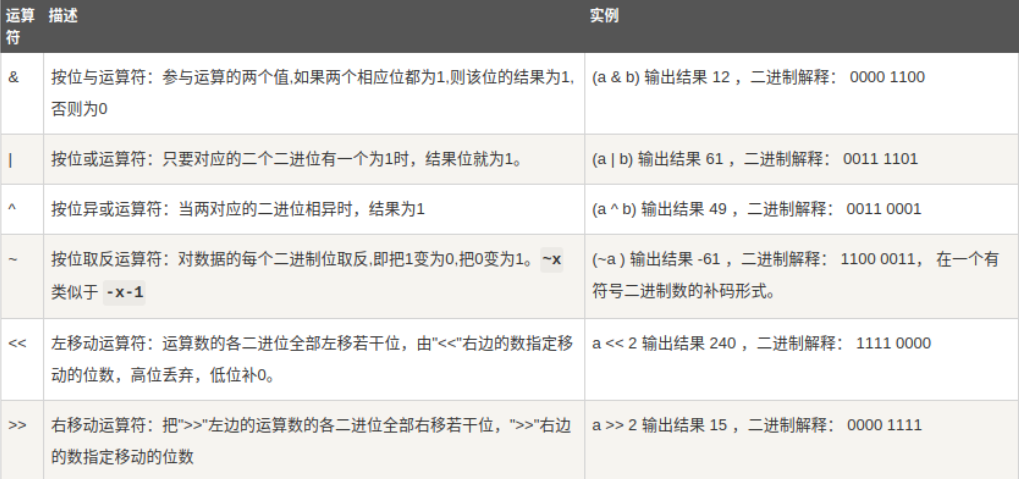 运算符 描述 实例
& 按位与运算符：参与运算的两个值,如果两个相应位都为1,则该位的结果为1,否则为0 (a & b) 输出结果 12 ，二进制解释： 0000 1100
| 按位或运算符：只要对应的二个二进位有一个为1时，结果位就为1。 (a | b) 输出结果 61 ，二进制解释： 0011 1101
^ 按位异或运算符：当两对应的二进位相异时，结果为1 (a ^ b) 输出结果 49 ，二进制解释： 0011 0001
~ 按位取反运算符：对数据的每个二进制位取反,即把1变为0,把0变为1。~x 类似于 -x-1 (~a ) 输出结果 -61 ，二进制解释： 1100 0011， 在一个有符号二进制数的补码形式。
<< 左移动运算符：运算数的各二进位全部左移若干位，由"<<"右边的数指定移动的位数，高位丢弃，低位补0。 a << 2 输出结果 240 ，二进制解释： 1111 0000
>> 右移动运算符：把">>"左边的运算数的各二进位全部右移若干位，">>"右边的数指定移动的位数 a >> 2 输出结果 15 ，二进制解释： 0000 1111